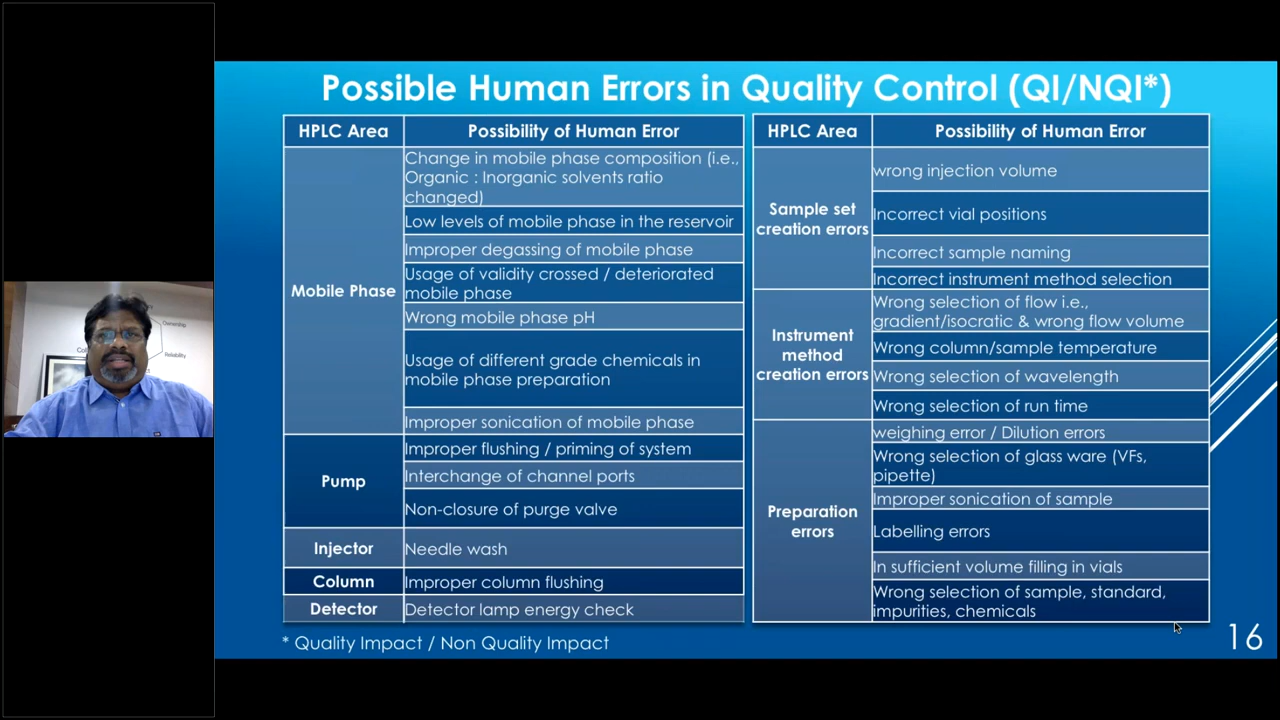 Possible Human Errors in Quality Control (QI/NQI*)
HPLC Area
Possibility of Human Error
Mobile Phase
Change in mobile phase composition (i.e.,
Organic : Inorganic solvents ratio
changed)
Low levels of mobile phase in the reservoir
Improper degassing of mobile phase
Usage of validity crossed / deteriorated
mobile phase
Wrong mobile phase pH
Usage of different grade chemicals in
mobile phase preparation
Improper sonication of mobile phase
Pump
Improper flushing / priming of system
Interchange of channel ports
Non-closure of purge valve
Injector
Needle wash
Column
Improper column flushing
Detector
Detector lamp energy check
HPLC Area
Possibility of Human Error
Sample set
creation errors
wrong injection volume
Incorrect vial positions
Incorrect sample naming
Incorrect instrument method selection
Instrument
method
creation errors
Wrong selection of flow i.e.,
gradient/isocratic & wrong flow volume
Wrong column/sample temperature
Wrong selection of wavelength
Wrong selection of run time
Preparation
errors
weighing error / Dilution errors
Wrong selection of glass ware (VFs,
pipette)
Improper sonication of sample
Labelling errors
In sufficient volume filling in vials
Wrong selection of sample, standard,
impurities, chemicals
* Quality Impact / Non Quality Impact
16
Ownership
Reliability